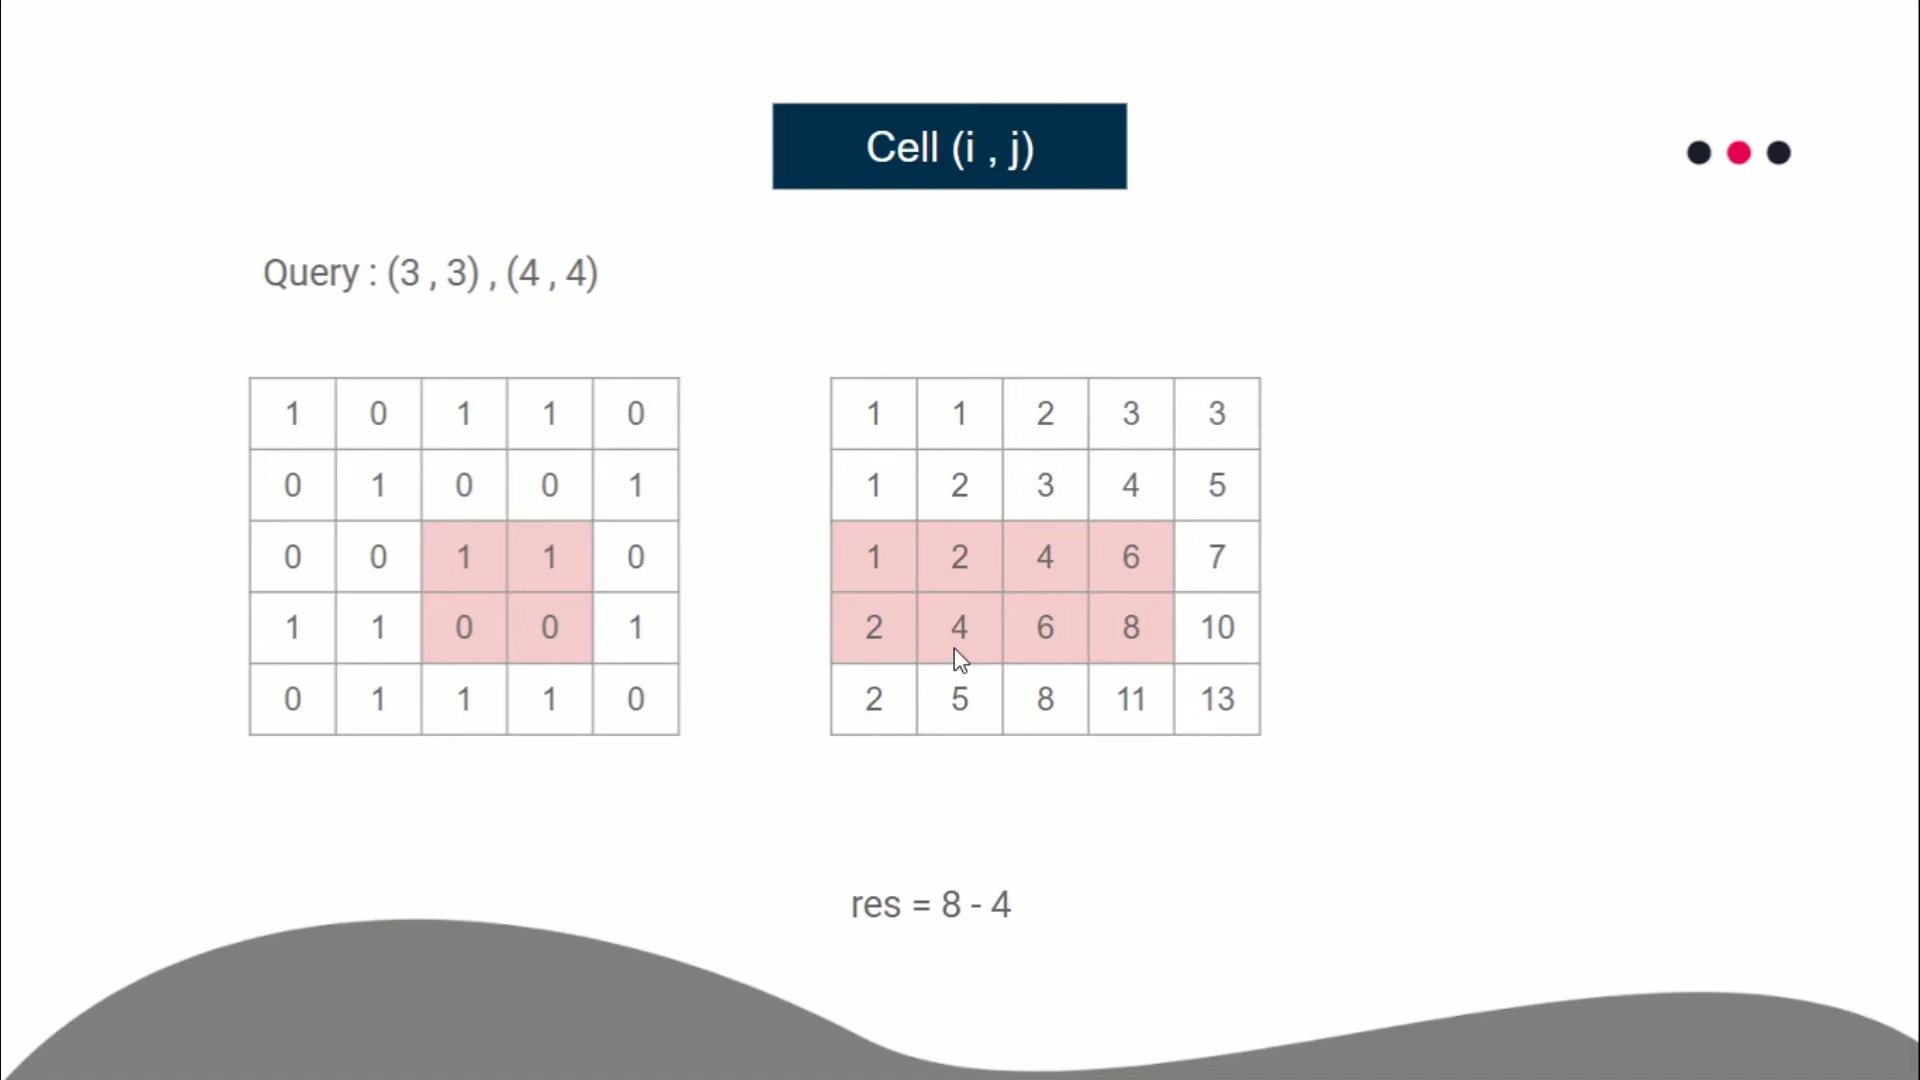 Cell (i , j)
Query : (3 , 3) , (4 , 4)
1 0 1 1 0
0 1 0 0 1
0 0 1 1 0
1 1 0 0 1
0 1 1 1 0
1 1 2 3 3
1 2 3 4 5
1 2 4 6 7
2 4 6 8 10
2 5 8 11 13
res = 8 - 4